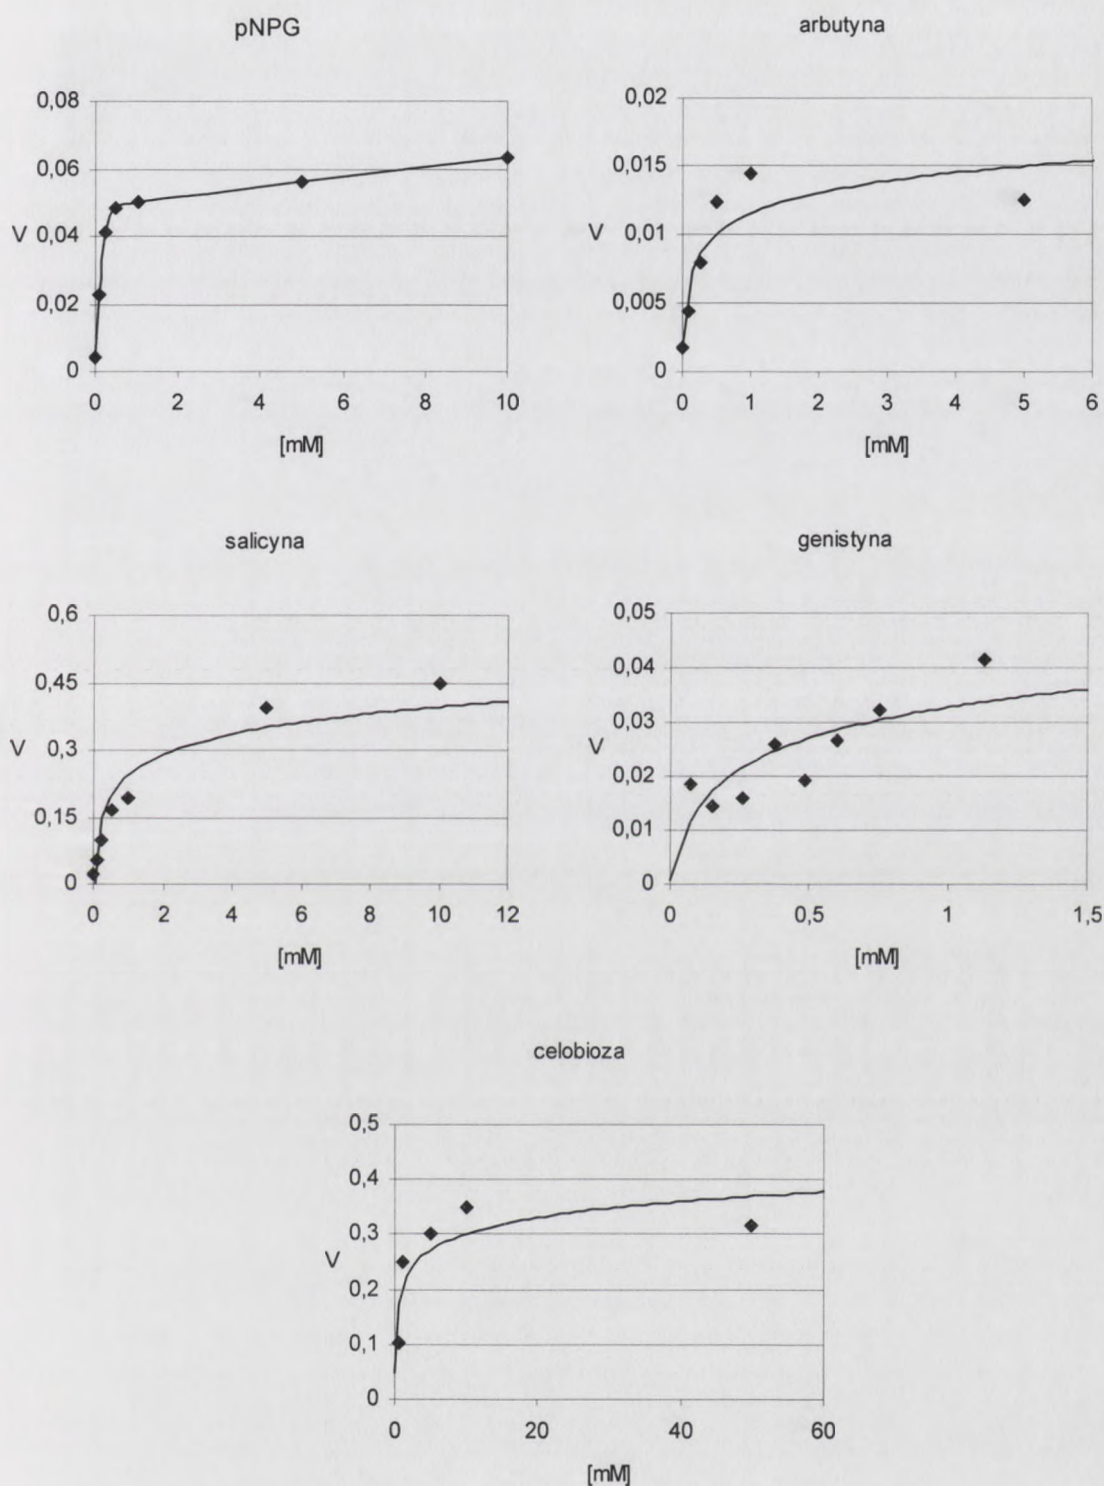 pNPG
0,08
0,06
V 0,04
0,02
0
0 2 4 6 8 10
[mM]
arbutyna
0,02
0,015
V 0,01
0,005
0
0 1 2 3 4 5 6
[mM]
salicyna
0,6
0,45
V 0,3
0,15
0
0 2 4 6 8 10 12
[mM]
genistyna
0,05
0,04
0,03
V
0,02
0,01
0
0 0,5 1 1,5
[mM]
celobioza
0,5
0,4
0,3
V
0,2
0,1
0
0 20 40 60
[mM]